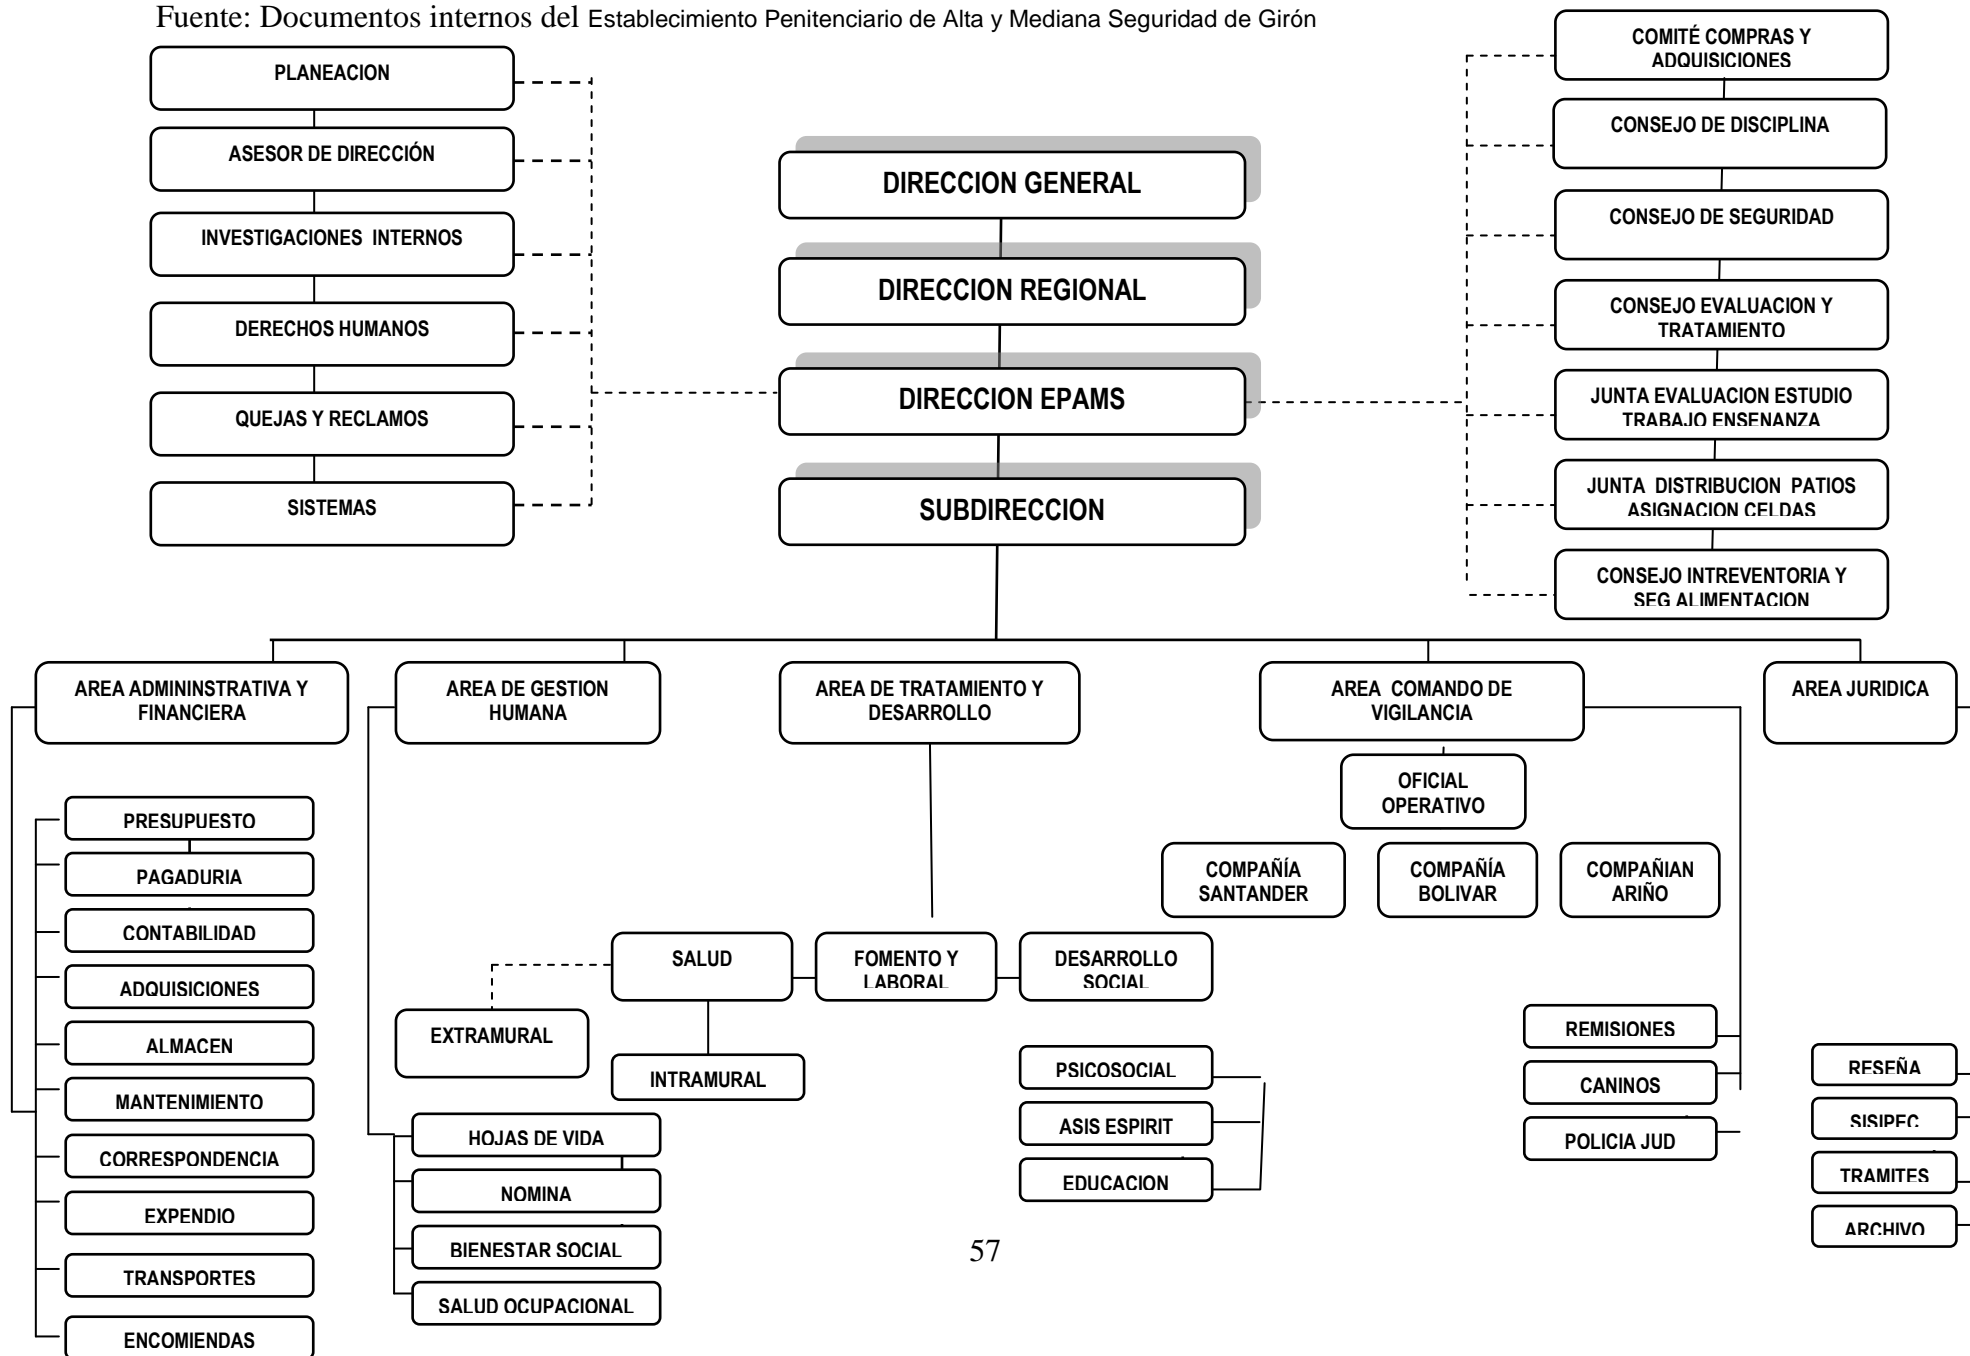 Fuente: Documentos internos del Establecimiento Penitenciario de Alta y Mediana Seguridad de Girón
PLANEACION
ASESOR DE DIRECCIÓN
INVESTIGACIONES INTERNOS
DERECHOS HUMANOS
QUEJAS Y RECLAMOS
SISTEMAS
DIRECCION GENERAL
DIRECCION REGIONAL
DIRECCION EPAMS
SUBDIRECCION
COMITÉ COMPRAS Y
ADQUISICIONES
CONSEJO DE DISCIPLINA
CONSEJO DE SEGURIDAD
CONSEJO EVALUACION Y
TRATAMIENTO
JUNTA EVALUACION ESTUDIO
TRABAJO ENSENANZA
JUNTA DISTRIBUCION PATIOS
ASIGNACION CELDAS
CONSEJO INTREVENTORIA Y
SEG ALIMENTACION
AREA ADMININSTRATIVA Y
FINANCIERA
PRESUPUESTO
PAGADURIA
CONTABILIDAD
ADQUISICIONES
ALMACEN
MANTENIMIENTO
CORRESPONDENCIA
EXPENDIO
TRANSPORTES
ENCOMIENDAS
AREA DE GESTION
HUMANA
HOJAS DE VIDA
NOMINA
BIENESTAR SOCIAL
SALUD OCUPACIONAL
AREA DE TRATAMIENTO Y
DESARROLLO
SALUD
FOMENTO Y
LABORAL
DESARROLLO
SOCIAL
EXTRAMURAL
INTRAMURAL
PSICOSOCIAL
ASIS ESPIRIT
EDUCACION
AREA COMANDO DE
VIGILANCIA
OFICIAL
OPERATIVO
COMPAÑÍA
SANTANDER
COMPAÑÍA
BOLIVAR
COMPAÑIAN
ARIÑO
REMISIONES
CANINOS
POLICIA JUD
AREA JURIDICA
RESEÑA
SISIPEC
TRAMITES
ARCHIVO
57